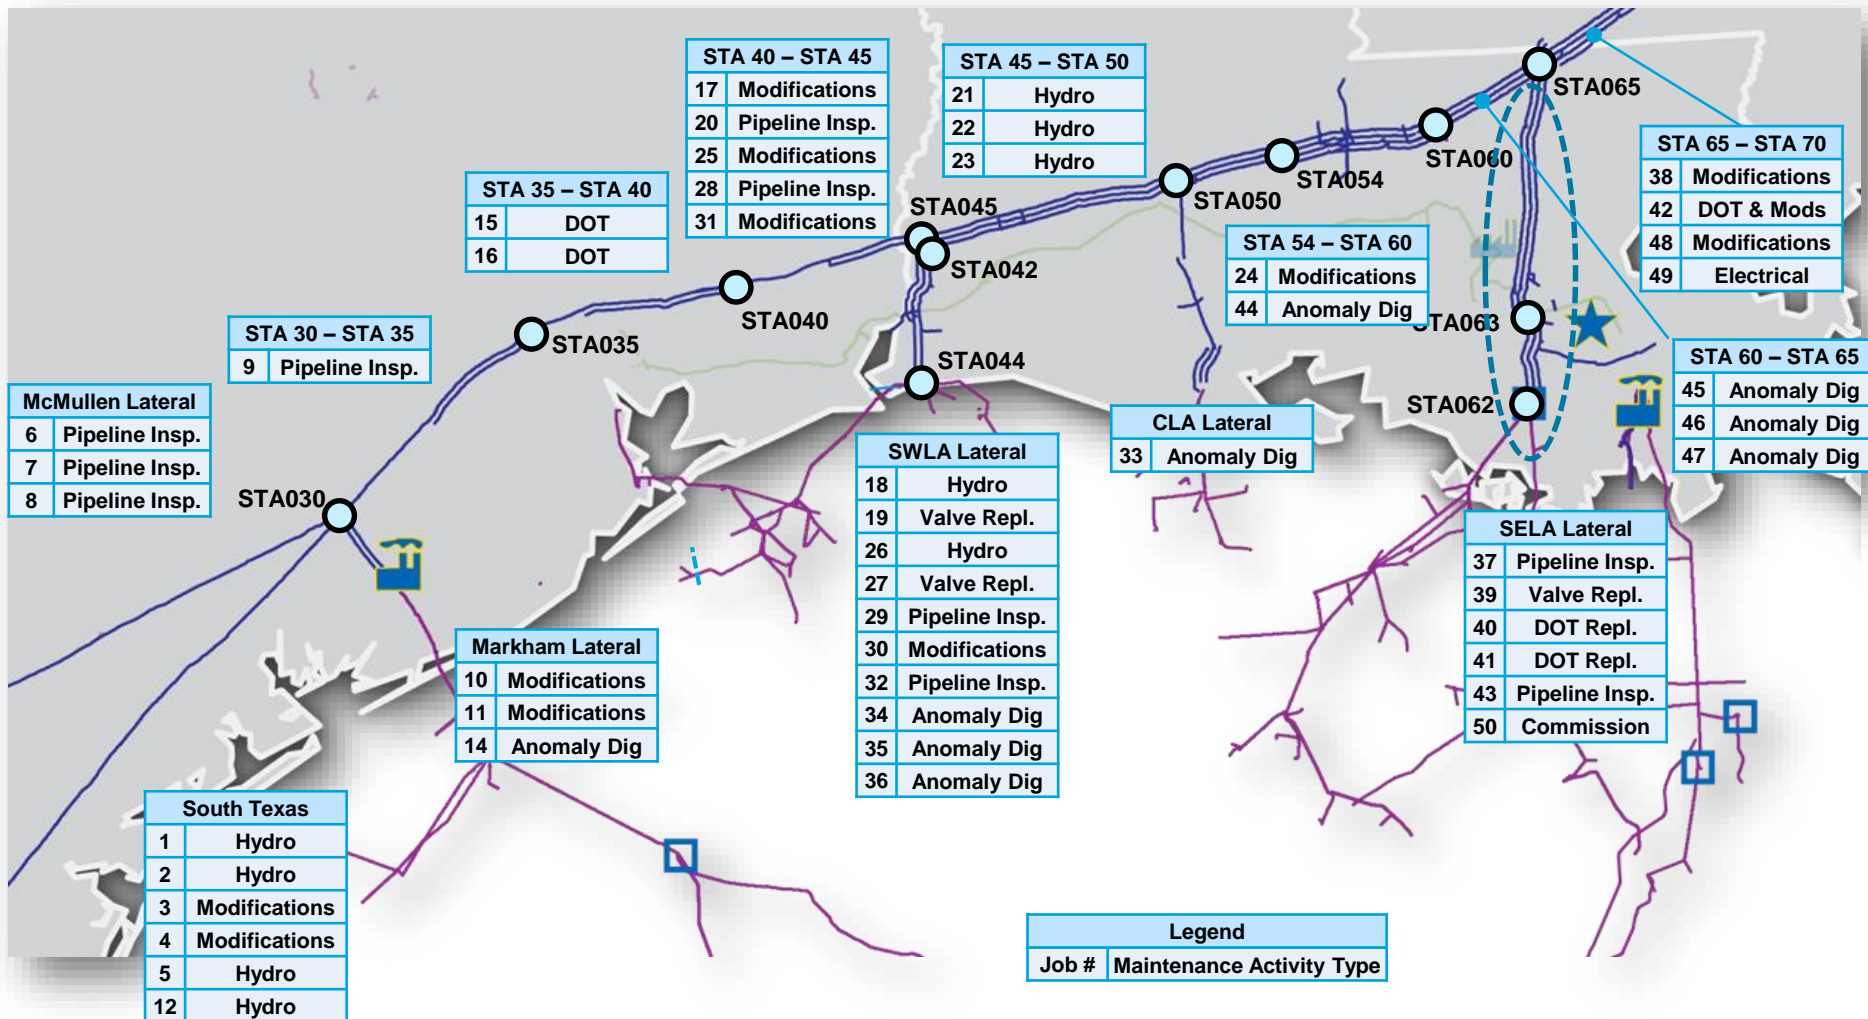 STA 40 – STA 45
17 Modifications
20 Pipeline Insp.
25 Modifications
28 Pipeline Insp.
31 Modifications
STA 45 – STA 50
21 Hydro
22 Hydro
23 Hydro
STA065
STA 65 – STA 70
38 Modifications
42 DOT & Mods
48 Modifications
49 Electrical
STA060
STA054
STA050
STA 35 – STA 40
15 DOT
16 DOT
STA045
STA042
STA 54 – STA 60
24 Modifications
44 Anomaly Dig
STA040
STA063
STA035
STA 30 – STA 35
9 Pipeline Insp.
STA044
STA 60 – STA 65
45 Anomaly Dig
46 Anomaly Dig
47 Anomaly Dig
McMullen Lateral
6 Pipeline Insp.
7 Pipeline Insp.
8 Pipeline Insp.
STA062
CLA Lateral
33 Anomaly Dig
SWLA Lateral
18 Hydro
19 Valve Repl.
26 Hydro
27 Valve Repl.
29 Pipeline Insp.
30 Modifications
32 Pipeline Insp.
34 Anomaly Dig
35 Anomaly Dig
36 Anomaly Dig
STA030
SELA Lateral
37 Pipeline Insp.
39 Valve Repl.
40 DOT Repl.
41 DOT Repl.
43 Pipeline Insp.
50 Commission
Markham Lateral
10 Modifications
11 Modifications
14 Anomaly Dig
South Texas
1 Hydro
2 Hydro
3 Modifications
4 Modifications
5 Hydro
12 Hydro
Legend
Job # Maintenance Activity Type